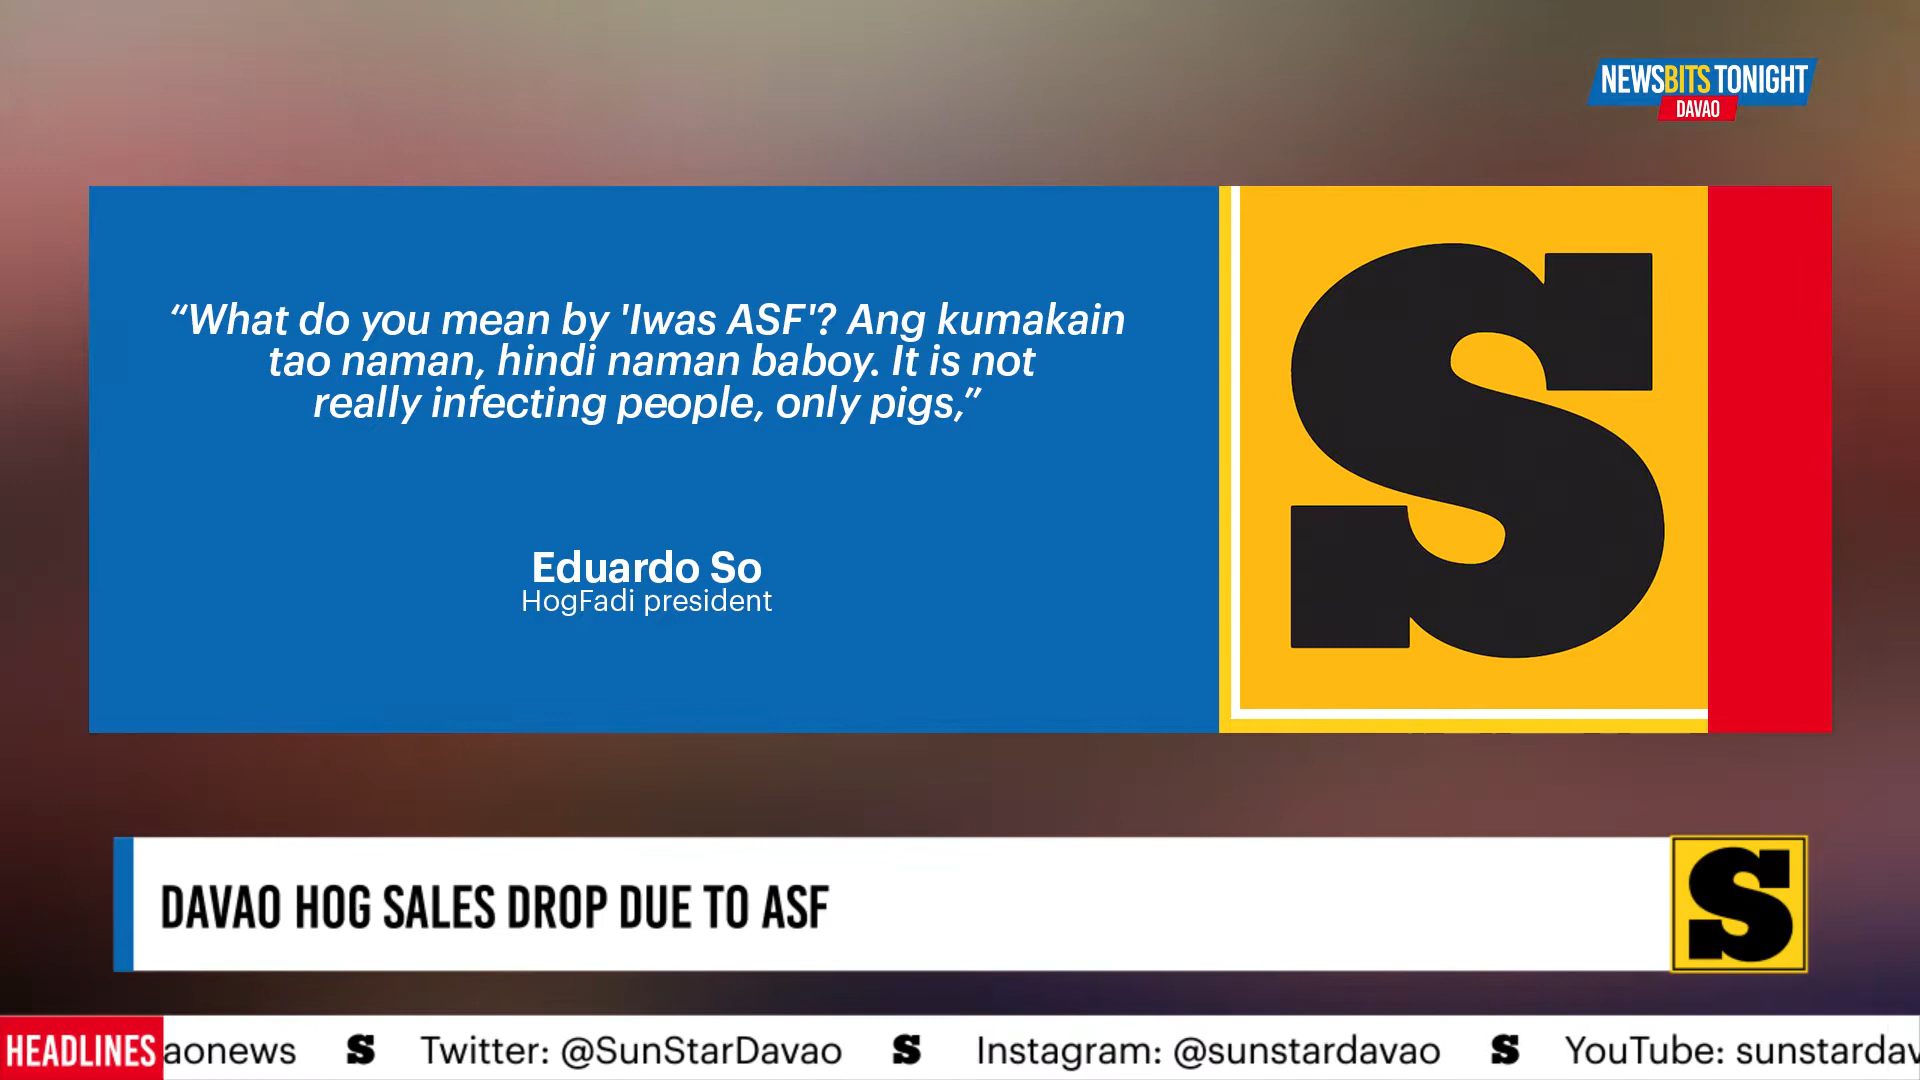 NEWSBITS TONIGHT
DAVAO
“What do you mean by 'Iwas ASF'? Ang kumakain
tao naman, hindi naman baboy. It is not
really infecting people, only pigs,”
Eduardo So
HogFadi president
S
DAVAO HOG SALES DROP DUE TO ASF
S
HEADLINES aonews S Twitter: @SunStarDavao S Instagram: @sunstardavao S YouTube: sunstardav